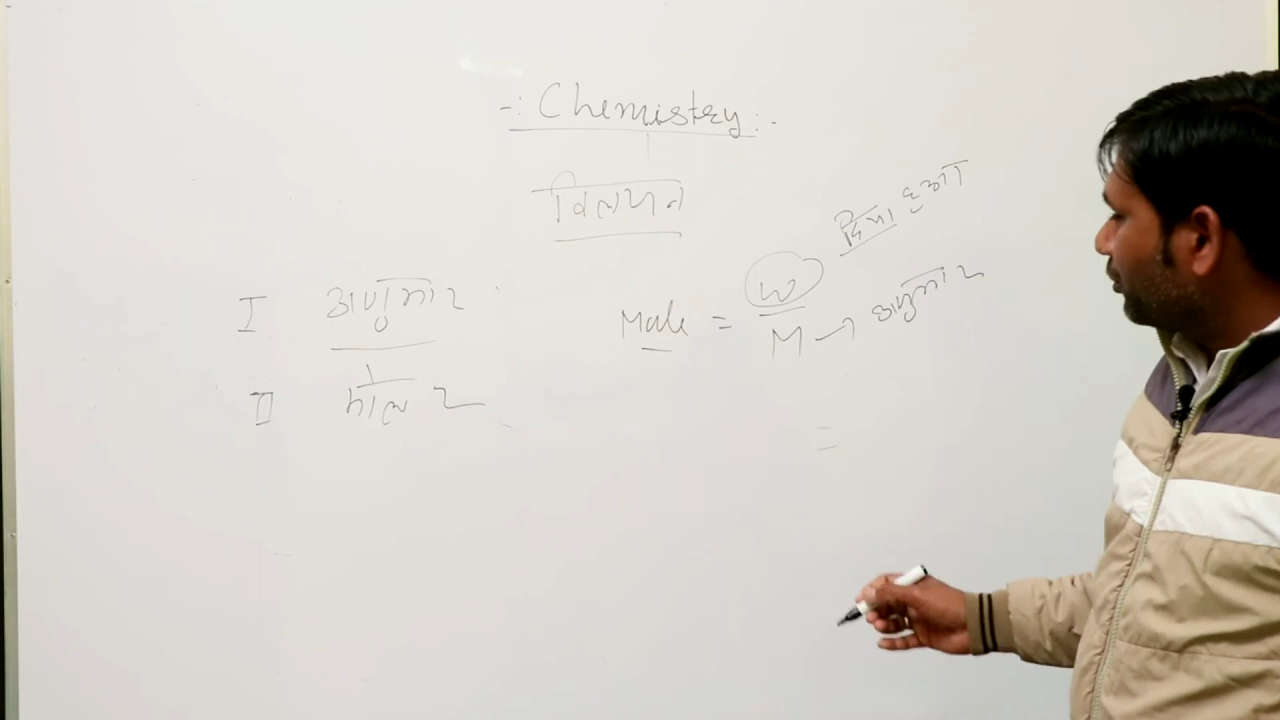 -: Chemistry :-
विलयन
I अणुभार
II मोलर
Mole = W दिया हुआ
M → अणुभार
=